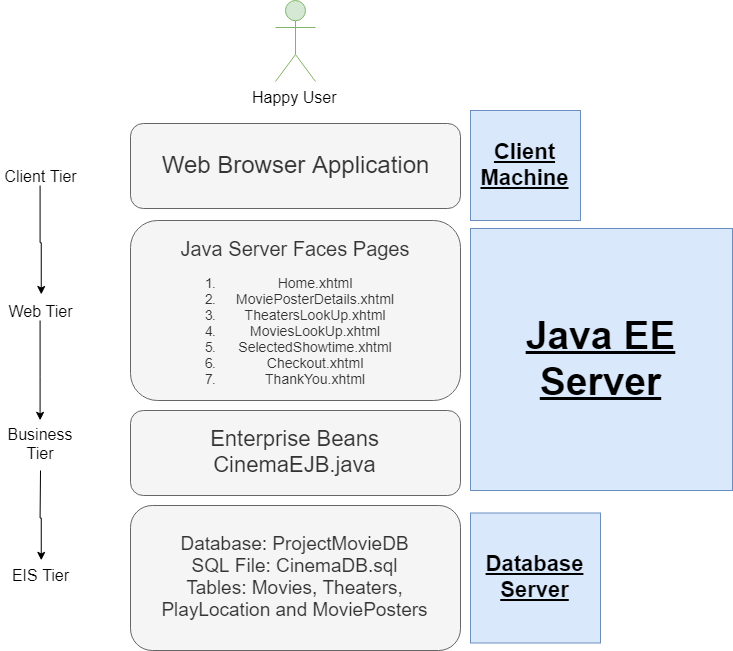 Happy User
Client Tier
Web Browser Application
Client
Machine
Web Tier
Java Server Faces Pages
1. Home.xhtml
2. MoviePosterDetails.xhtml
3. TheatersLookUp.xhtml
4. MoviesLookUp.xhtml
5. SelectedShowtime.xhtml
6. Checkout.xhtml
7. ThankYou.xhtml
Java EE
Server
Business
Tier
Enterprise Beans
CinemaEJB.java
EIS Tier
Database: ProjectMovieDB
SQL File: CinemaDB.sql
Tables: Movies, Theaters,
PlayLocation and MoviePosters
Database
Server